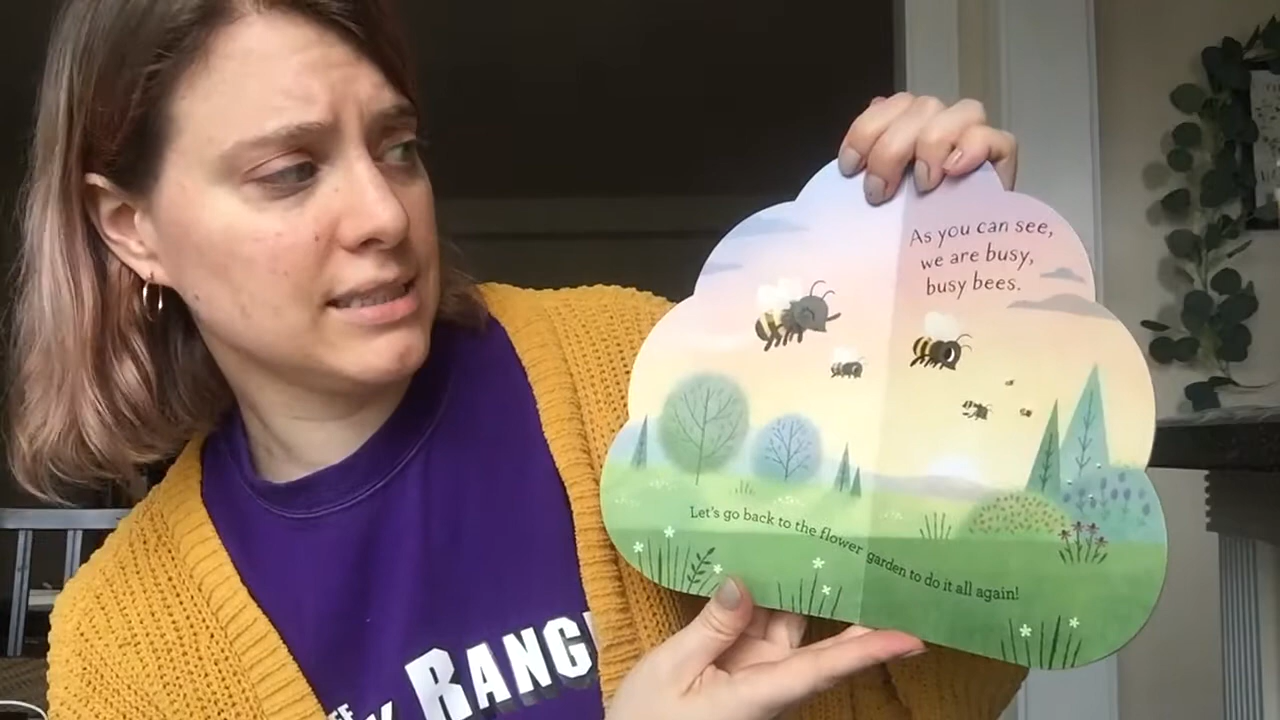 As you can see,
we are busy,
busy bees.
Let's go back to the flower garden to do it all again!
RANG